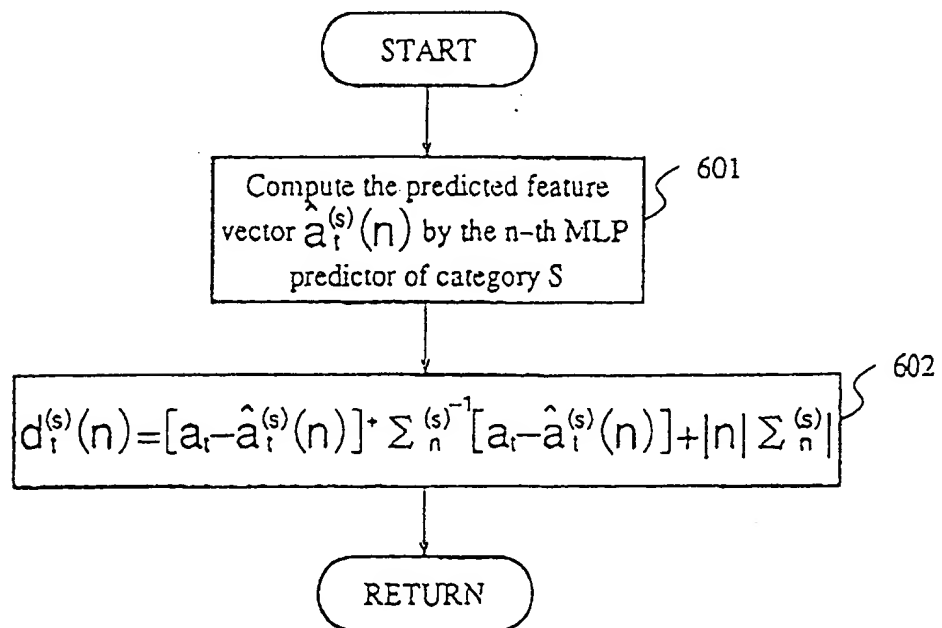 START
601
Compute the predicted feature
vector â_t^(s)(n) by the n-th MLP
predictor of category S
602
d_t^(s)(n)=[a_t-â_t^(s)(n)]^+ Σ_n^(s)^-1 [a_t-â_t^(s)(n)]+|n| Σ_n^(s)|
RETURN